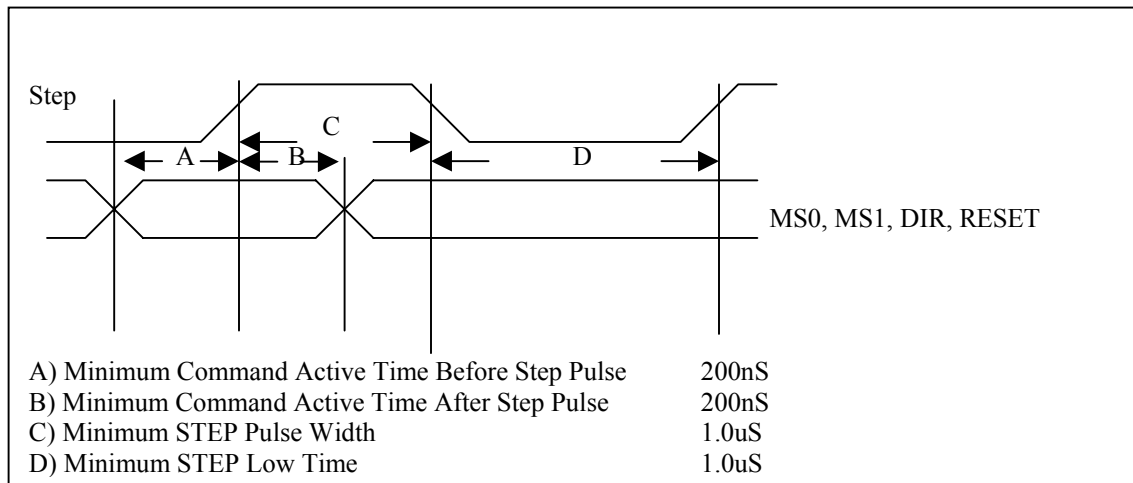 Step
C
A
B
D
MS0, MS1, DIR, RESET
A) Minimum Command Active Time Before Step Pulse 200nS
B) Minimum Command Active Time After Step Pulse 200nS
C) Minimum STEP Pulse Width 1.0uS
D) Minimum STEP Low Time 1.0uS